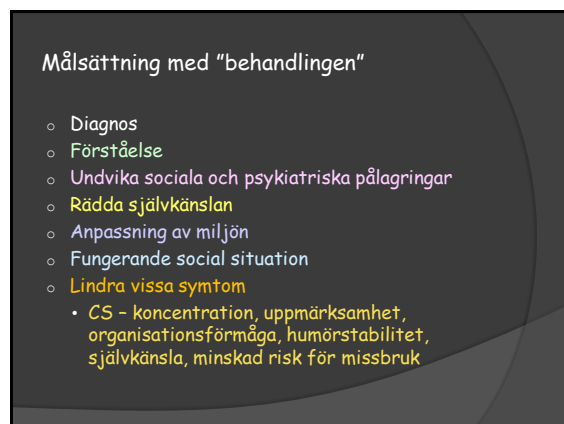 Målsättning med ”behandlingen”
○ Diagnos
○ Förståelse
○ Undvika sociala och psykiatriska pålagringar
○ Rädda självkänslan
○ Anpassning av miljön
○ Fungerande social situation
○ Lindra vissa symtom
• CS – koncentration, uppmärksamhet,
organisationsförmåga, humörstabilitet,
självkänsla, minskad risk för missbruk